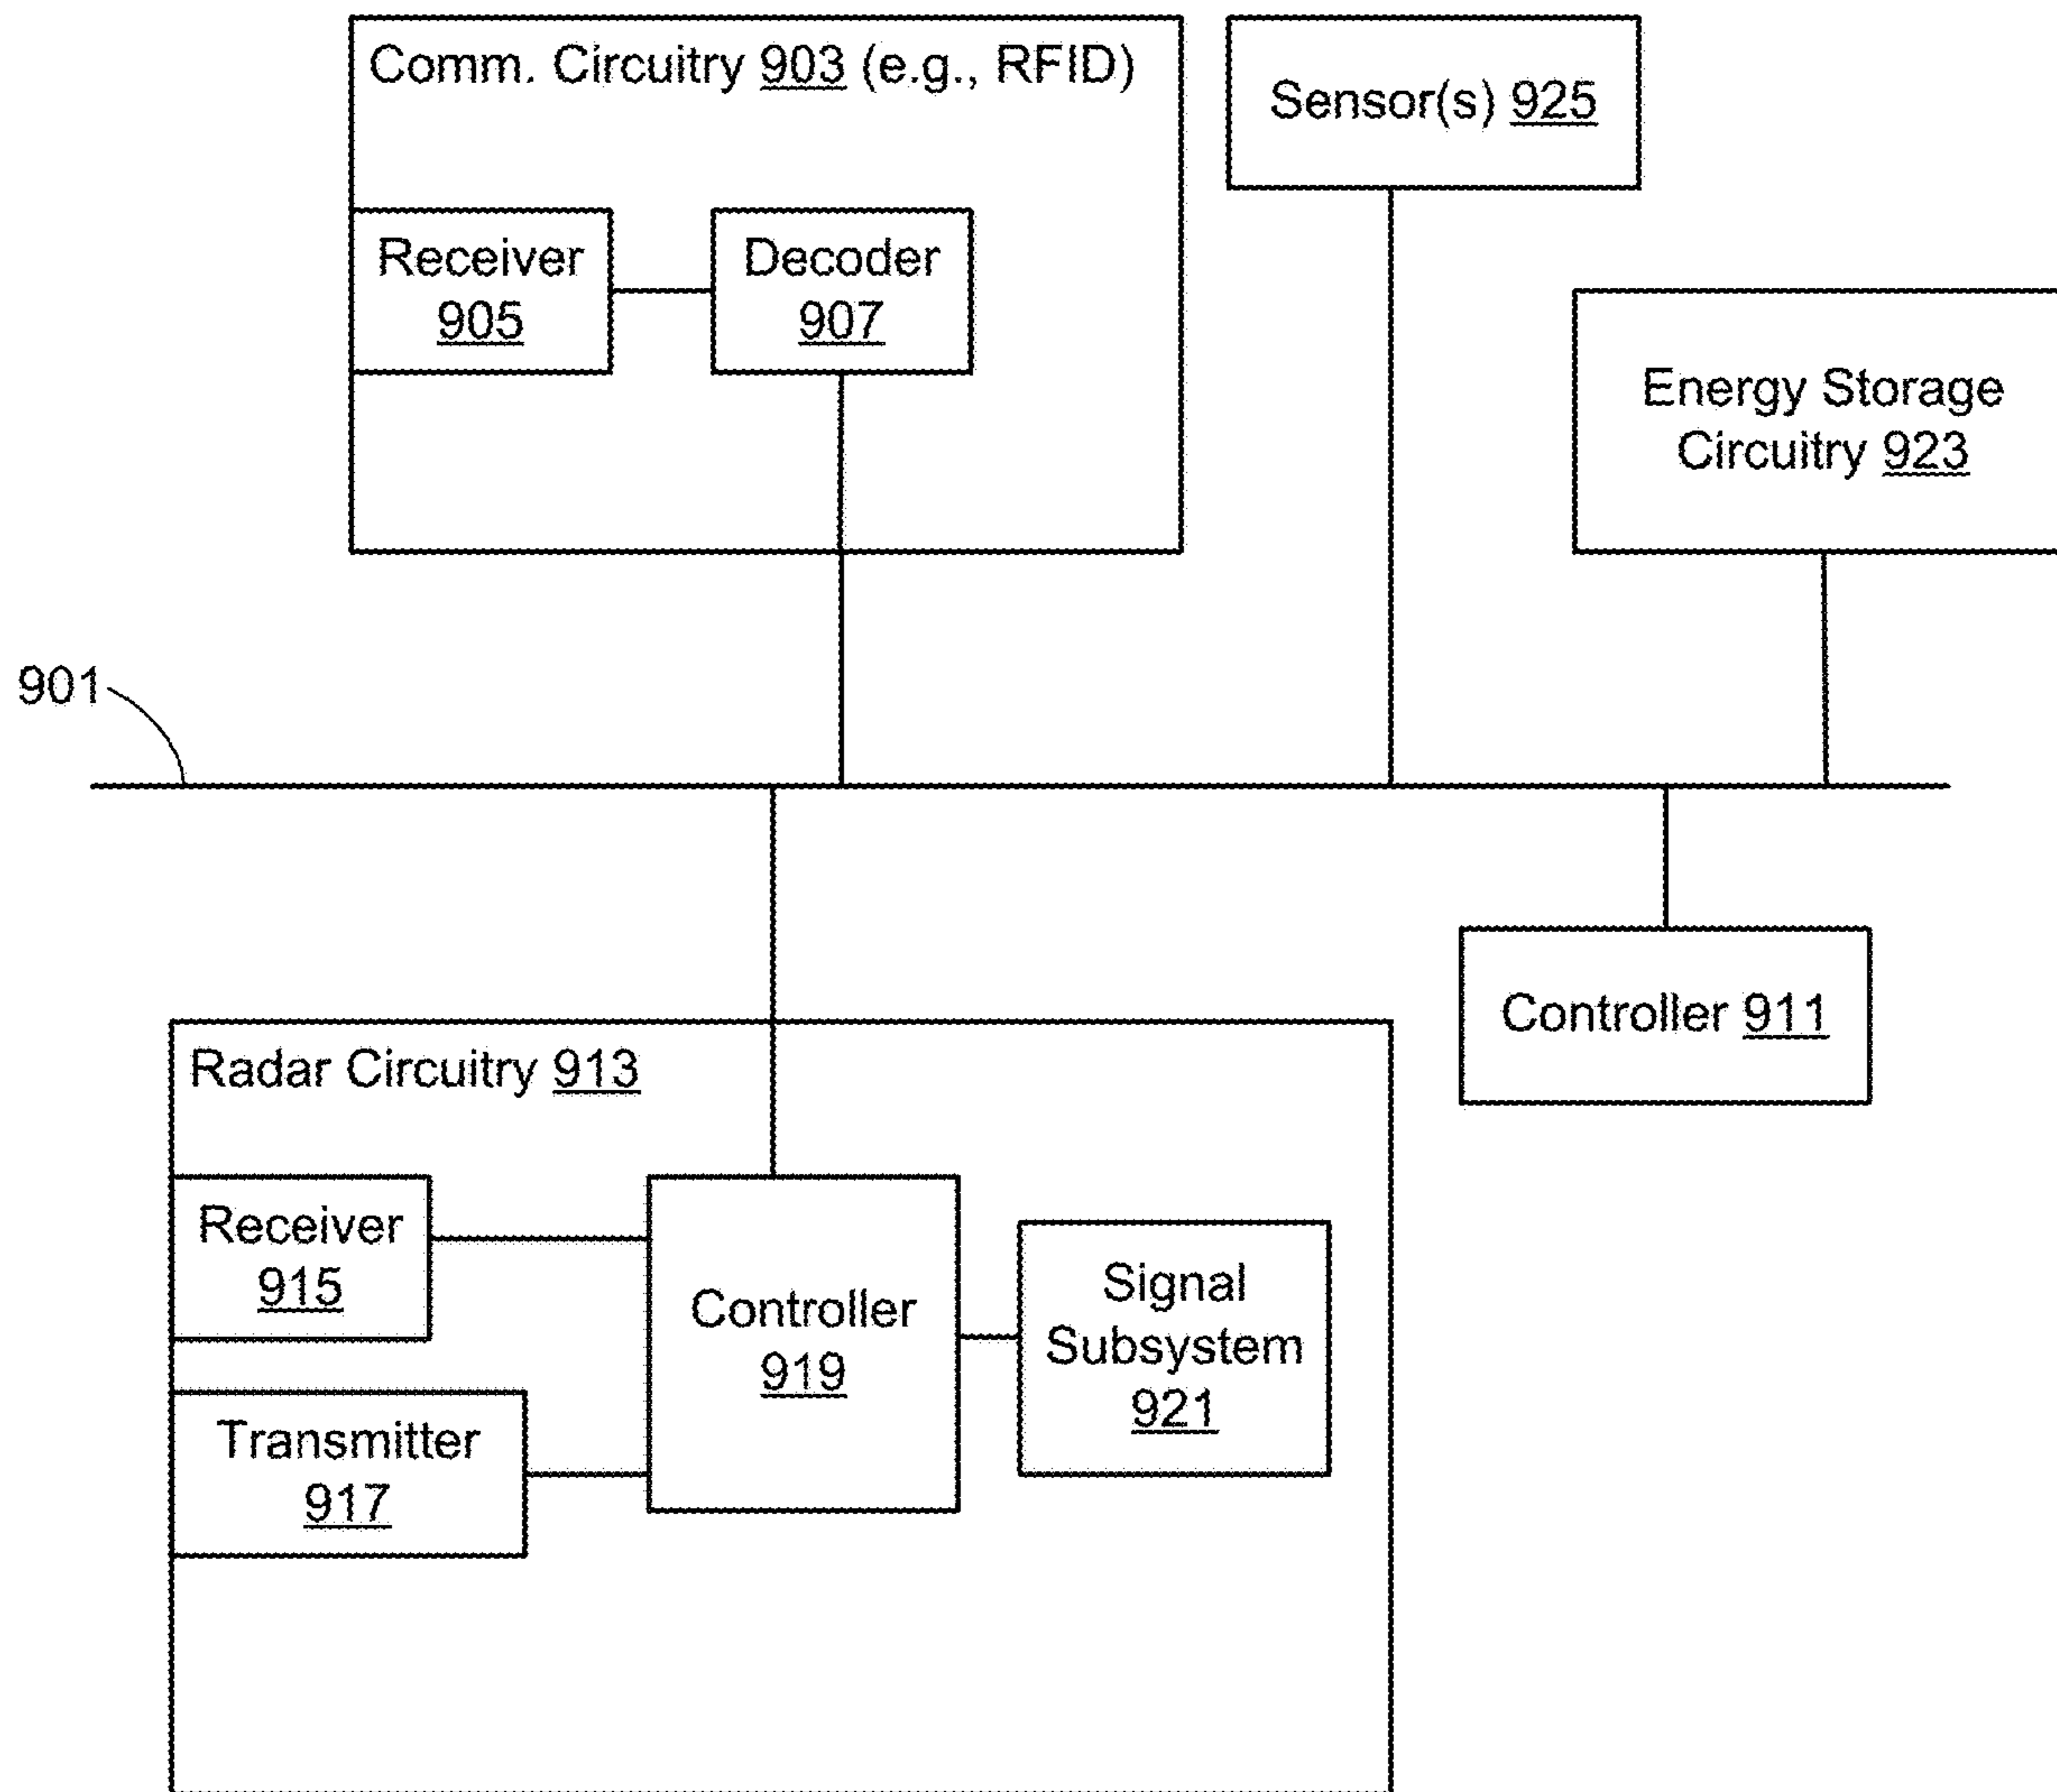 Comm. Circuitry 903 (e.g., RFID)
Receiver
905
Decoder
907
Sensor(s) 925
Energy Storage
Circuitry 923
901
Controller 911
Radar Circuitry 913
Receiver
915
Transmitter
917
Controller
919
Signal
Subsystem
921